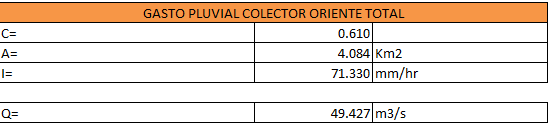 GASTO PLUVIAL COLECTOR ORIENTE TOTAL
C= 0.610
A= 4.084 Km2
I= 71.330 mm/hr
Q= 49.427 m3/s